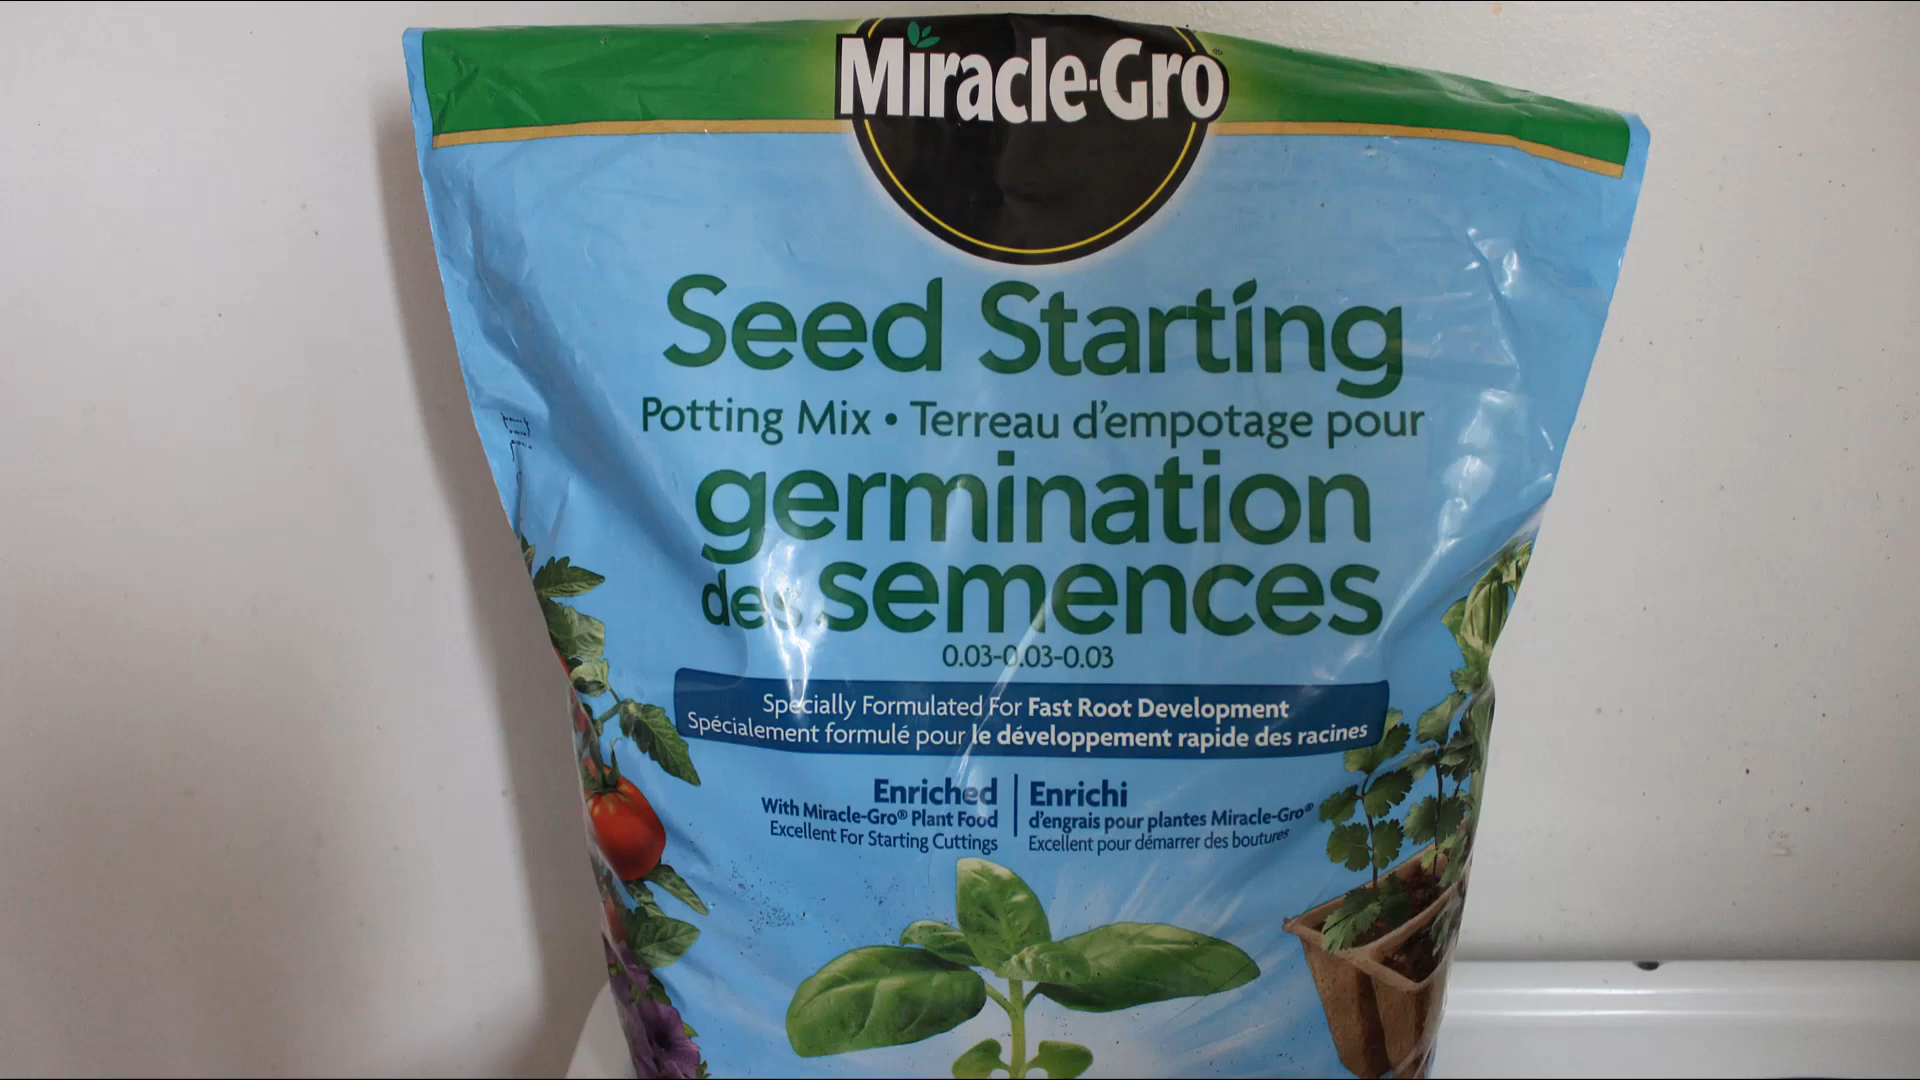 Miracle-Gro®
Seed Starting
Potting Mix • Terreau d'empotage pour
germination
des semences
0.03-0.03-0.03
Specially Formulated For Fast Root Development
Spécialement formulé pour le développement rapide des racines
Enriched
With Miracle-Gro® Plant Food
Excellent For Starting Cuttings
Enrichi
d'engrais pour plantes Miracle-Gro®
Excellent pour démarrer des boutures